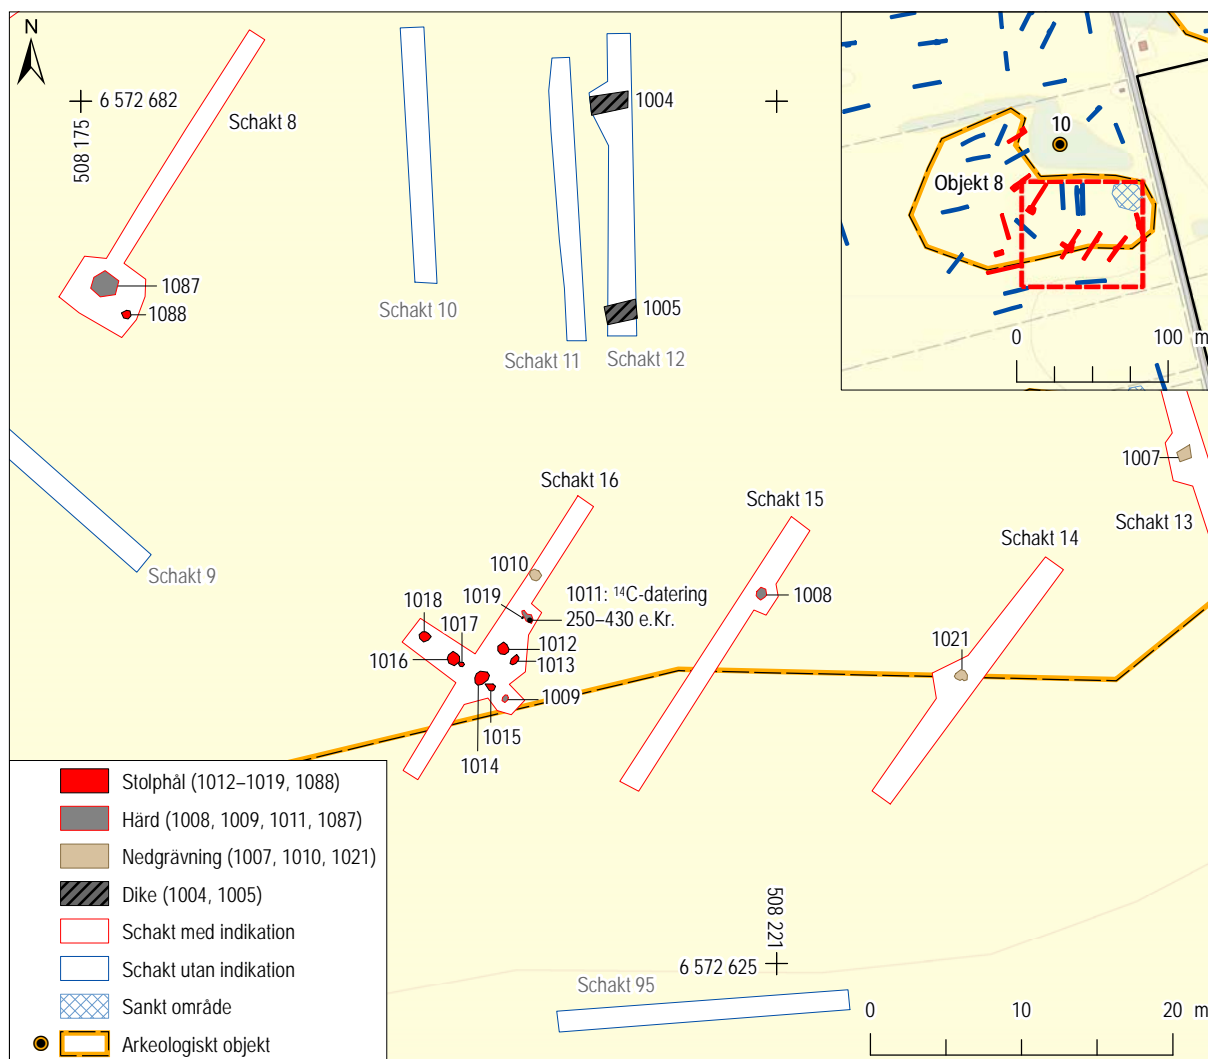 N
6 572 682
508 175
Schakt 8
1087
1088
Schakt 10
Schakt 11
Schakt 12
1004
1005
10
Objekt 8
0
100 m
1007
Schakt 13
Schakt 9
Schakt 16
Schakt 15
Schakt 14
1010
1019
1011: ¹⁴C-datering
250–430 e.Kr.
1018
1017
1016
1012
1013
1009
1015
1014
1008
1021
Stolphål (1012–1019, 1088)
Härd (1008, 1009, 1011, 1087)
Nedgrävning (1007, 1010, 1021)
Dike (1004, 1005)
Schakt med indikation
Schakt utan indikation
Sankt område
Arkeologiskt objekt
508 221
6 572 625
Schakt 95
0
10
20 m